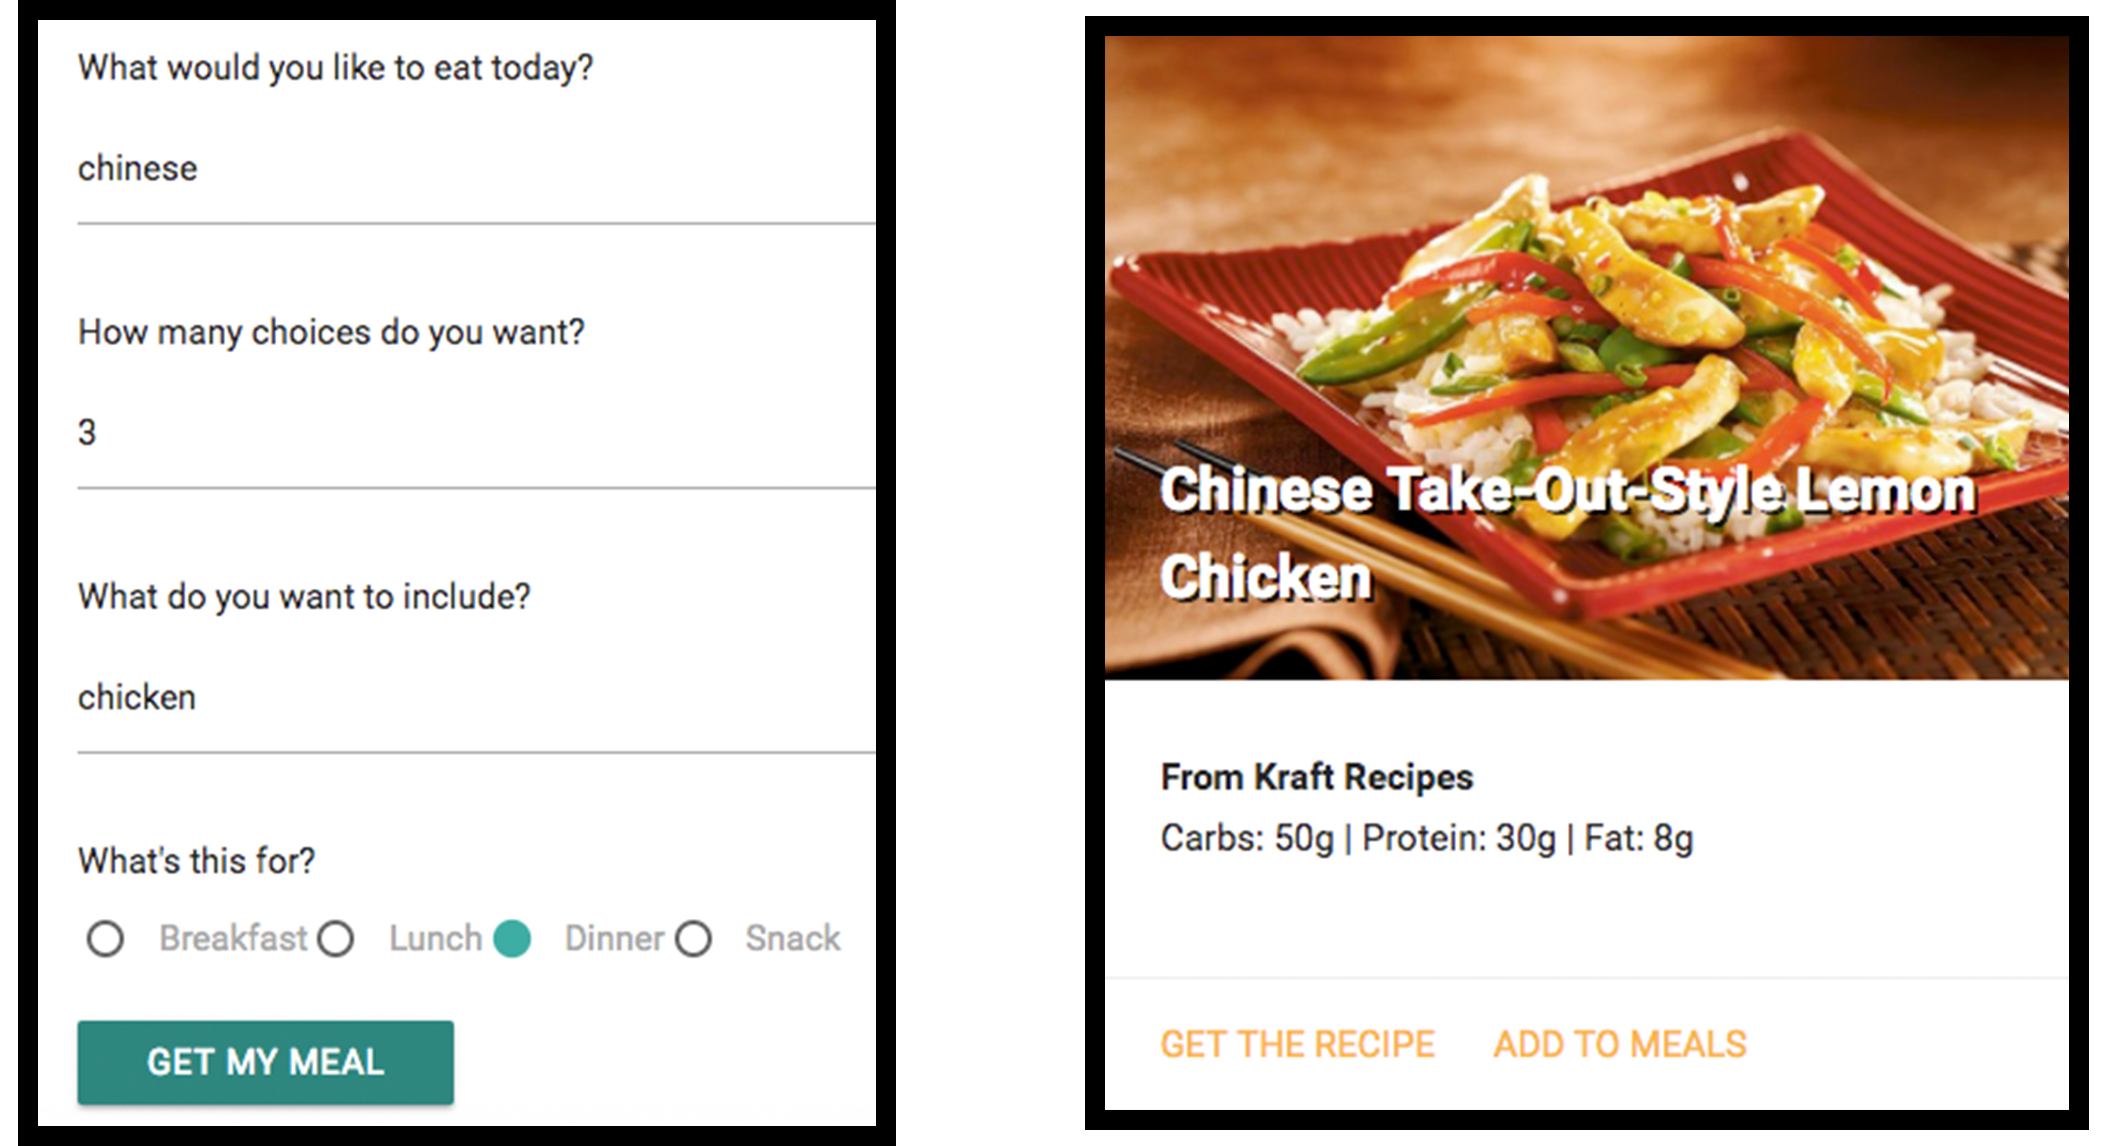 What would you like to eat today?
chinese
How many choices do you want?
3
What do you want to include?
chicken
What's this for?
Breakfast Lunch Dinner Snack
GET MY MEAL
Chinese Take-Out-Style Lemon
Chicken
From Kraft Recipes
Carbs: 50g | Protein: 30g | Fat: 8g
GET THE RECIPE ADD TO MEALS